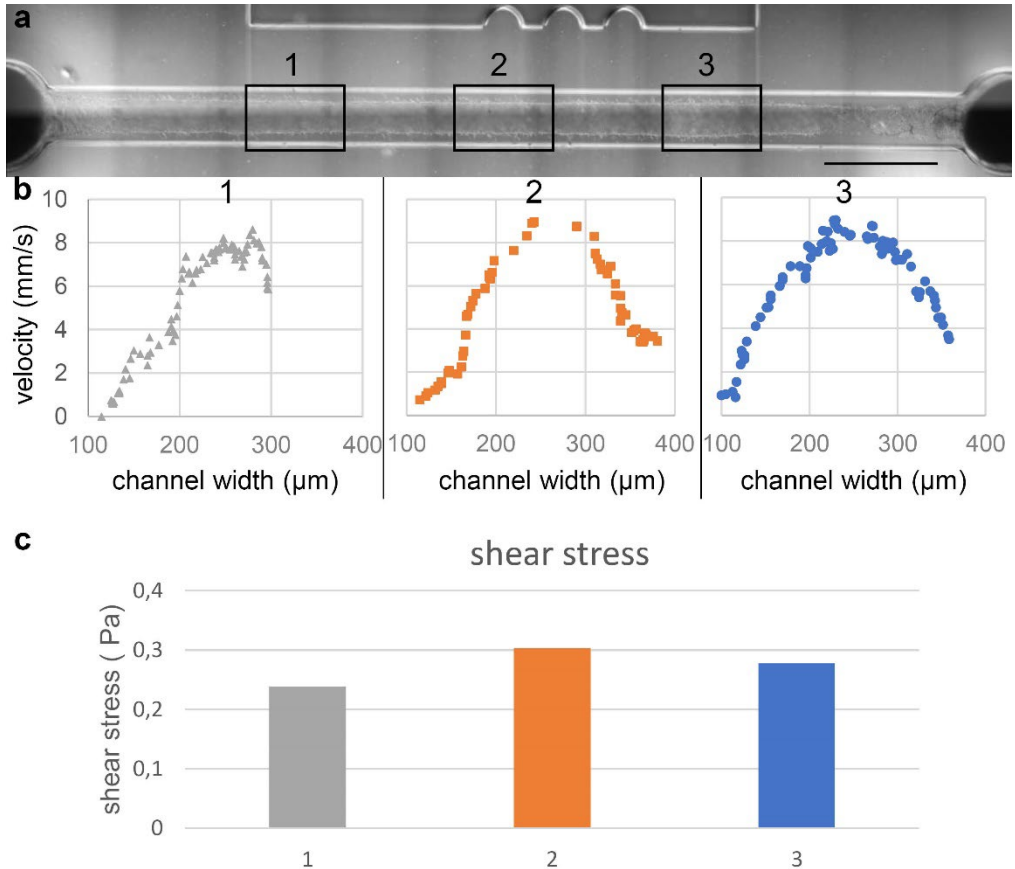 a
1 2 3
b
1 2 3
10
8
6
4
2
0
velocity (mm/s)
100 200 300 400 100 200 300 400 100 200 300 400
channel width (µm) channel width (µm) channel width (µm)
c
shear stress
0,4
0,3
0,2
0,1
0
shear stress ( Pa)
1 2 3